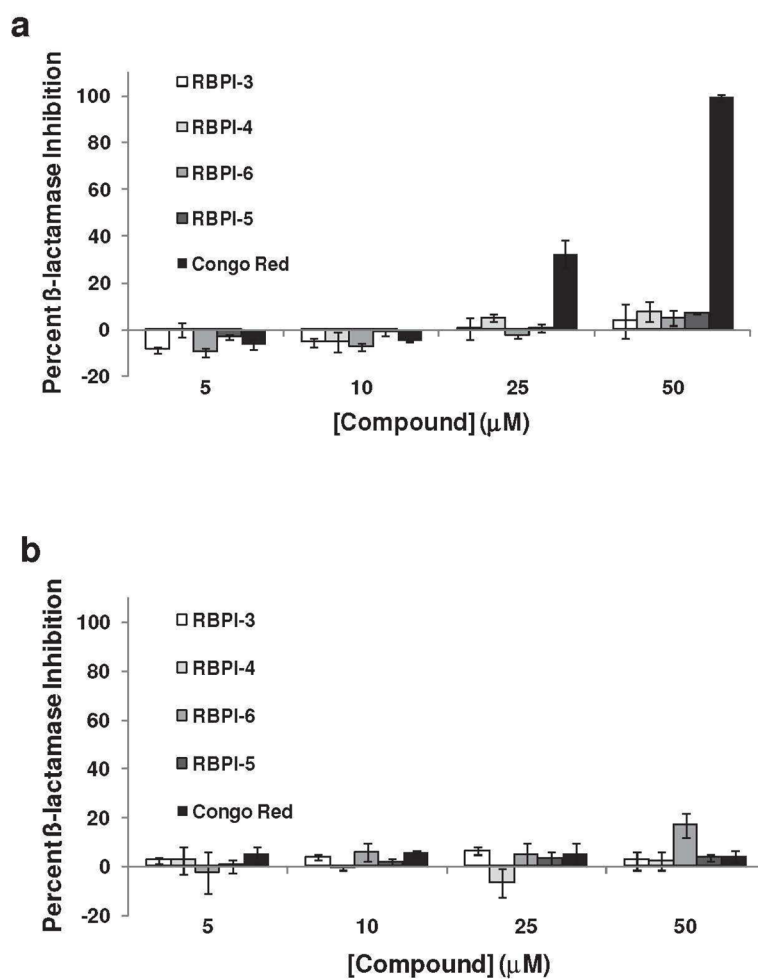 a
Percent ß-lactamase Inhibition
100
80
60
40
20
0
-20
RBPI-3
RBPI-4
RBPI-6
RBPI-5
Congo Red
5 10 25 50
[Compound] (µM)
b
Percent ß-lactamase Inhibition
100
80
60
40
20
0
-20
RBPI-3
RBPI-4
RBPI-6
RBPI-5
Congo Red
5 10 25 50
[Compound] (µM)